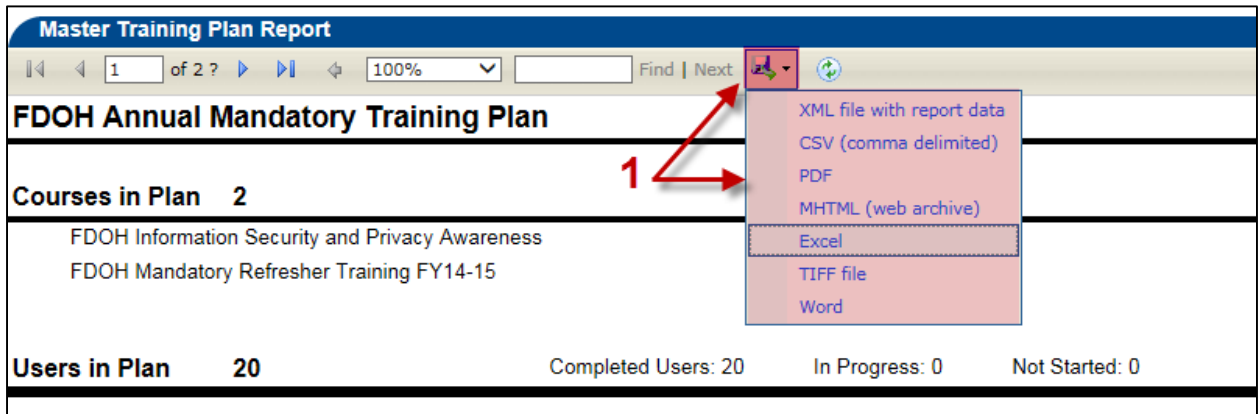 Master Training Plan Report
1 of 2 ? 100% Find | Next
FDOH Annual Mandatory Training Plan
XML file with report data
CSV (comma delimited)
PDF
MHTML (web archive)
Excel
TIFF file
Word
1
Courses in Plan 2
FDOH Information Security and Privacy Awareness
FDOH Mandatory Refresher Training FY14-15
Users in Plan 20 Completed Users: 20 In Progress: 0 Not Started: 0